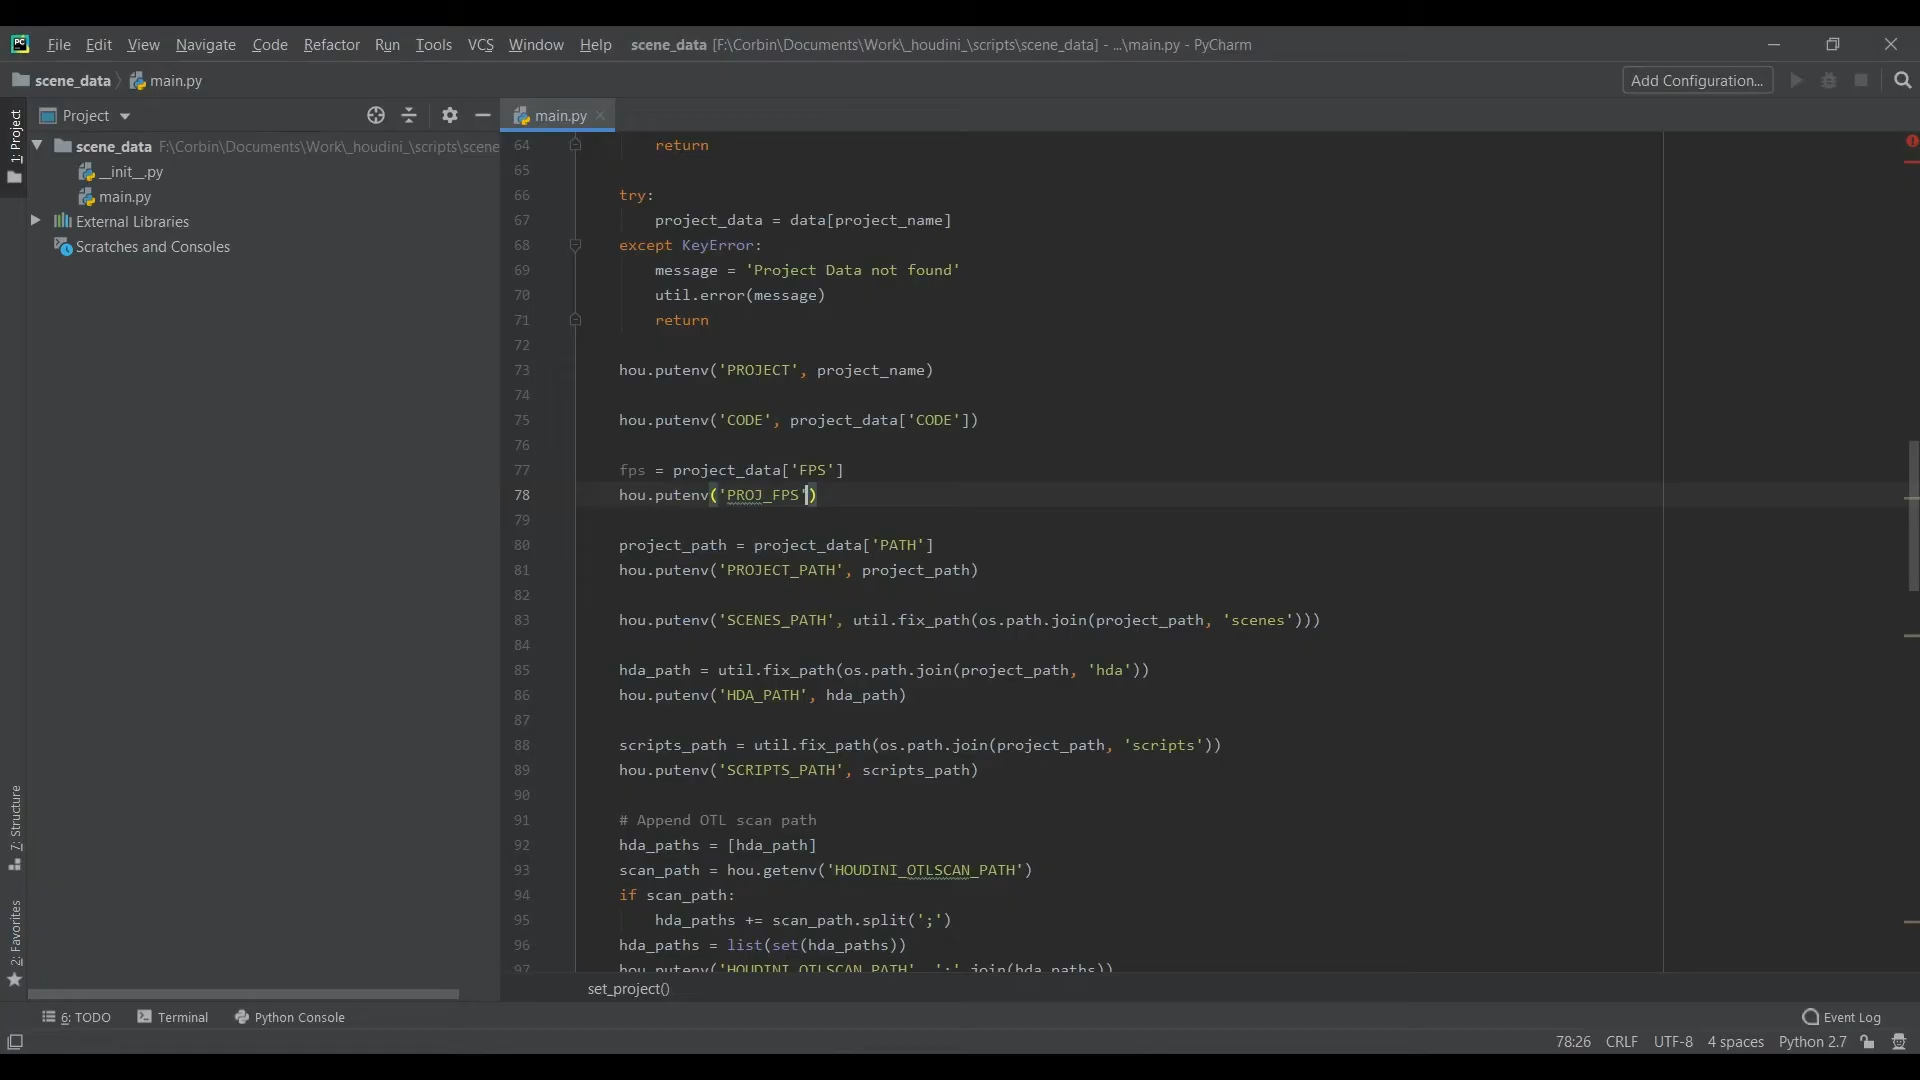 File Edit View Navigate Code Refactor Run Tools VCS Window Help scene_data [F:\Corbin\Documents\Work\_houdini_\scripts\scene_data] - ...\main.py - PyCharm
scene_data main.py Add Configuration...
1: Project
Project
main.py
scene_data F:\Corbin\Documents\Work\_houdini_\scripts\scene
__init__.py
main.py
External Libraries
Scratches and Consoles
64 return
65
66 try:
67 project_data = data[project_name]
68 except KeyError:
69 message = 'Project Data not found'
70 util.error(message)
71 return
72
73 hou.putenv('PROJECT', project_name)
74
75 hou.putenv('CODE', project_data['CODE'])
76
77 fps = project_data['FPS']
78 hou.putenv('PROJ_FPS')
79
80 project_path = project_data['PATH']
81 hou.putenv('PROJECT_PATH', project_path)
82
83 hou.putenv('SCENES_PATH', util.fix_path(os.path.join(project_path, 'scenes')))
84
85 hda_path = util.fix_path(os.path.join(project_path, 'hda'))
86 hou.putenv('HDA_PATH', hda_path)
87
88 scripts_path = util.fix_path(os.path.join(project_path, 'scripts'))
89 hou.putenv('SCRIPTS_PATH', scripts_path)
90
91 # Append OTL scan path
92 hda_paths = [hda_path]
93 scan_path = hou.getenv('HOUDINI_OTLSCAN_PATH')
94 if scan_path:
95 hda_paths += scan_path.split(';')
96 hda_paths = list(set(hda_paths))
97 hou.putenv('HOUDINI_OTLSCAN_PATH', ';'.join(hda_paths))
set_project()
7: Structure
2: Favorites
6: TODO Terminal Python Console Event Log
78:26 CRLF UTF-8 4 spaces Python 2.7